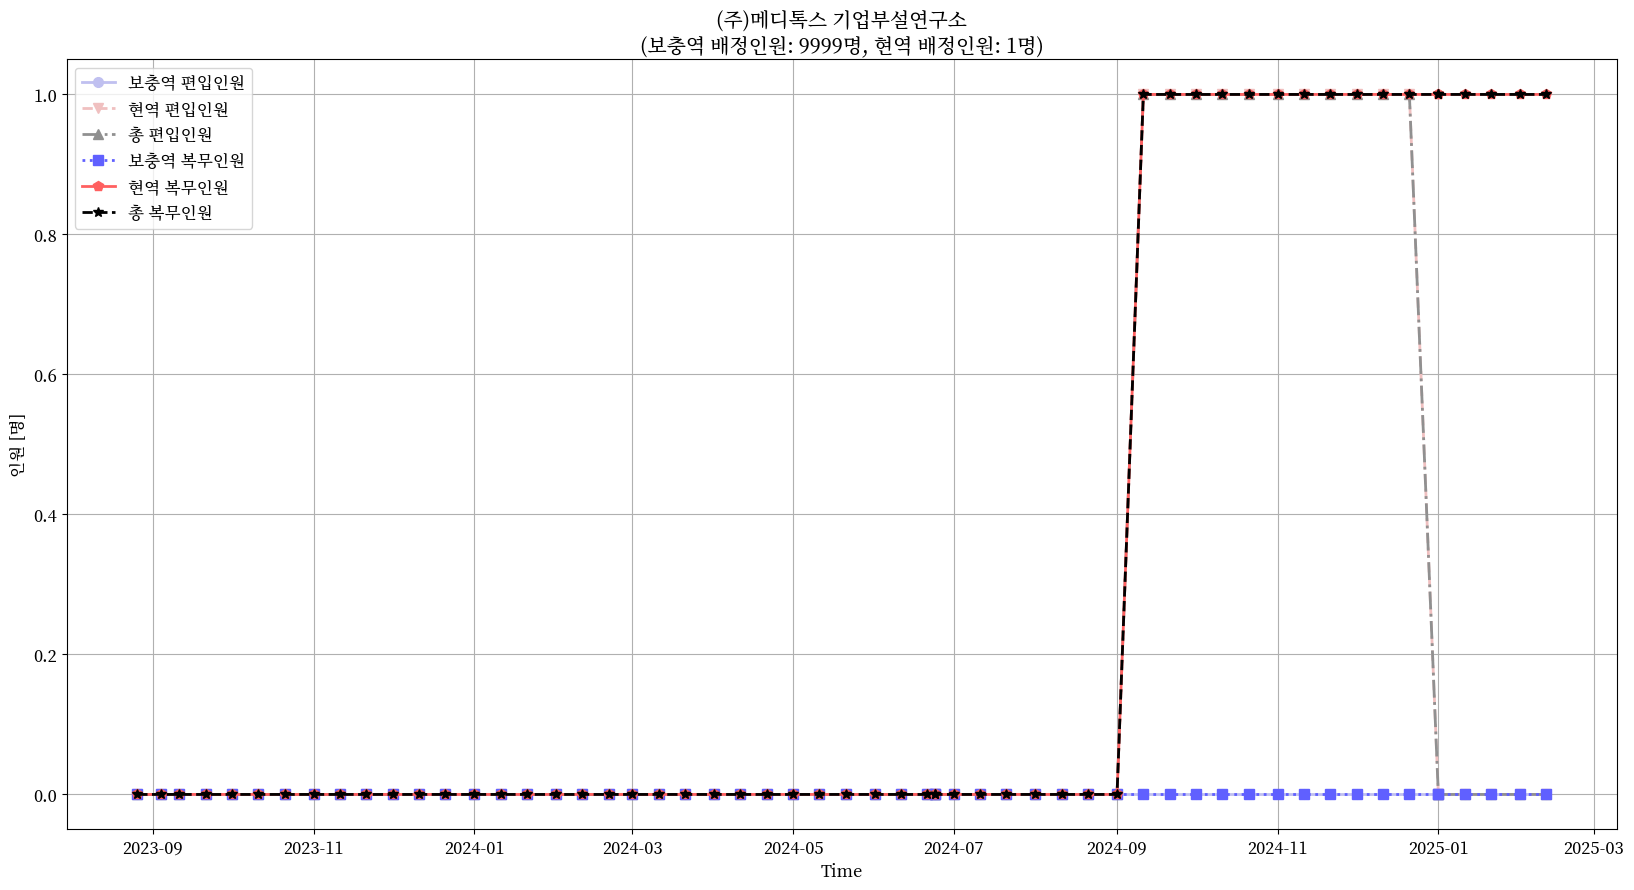 (주)메디톡스 기업부설연구소
(보충역 배정인원: 9999명, 현역 배정인원: 1명)
보충역 편입인원
현역 편입인원
총 편입인원
보충역 복무인원
현역 복무인원
총 복무인원
인원 [명]
1.0
0.8
0.6
0.4
0.2
0.0
2023-09
2023-11
2024-01
2024-03
2024-05
2024-07
2024-09
2024-11
2025-01
2025-03
Time